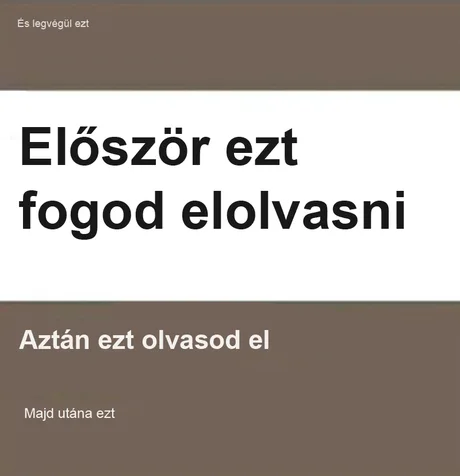 És legvégül ezt
Először ezt
fogod elolvasni
Aztán ezt olvasod el
Majd utána ezt